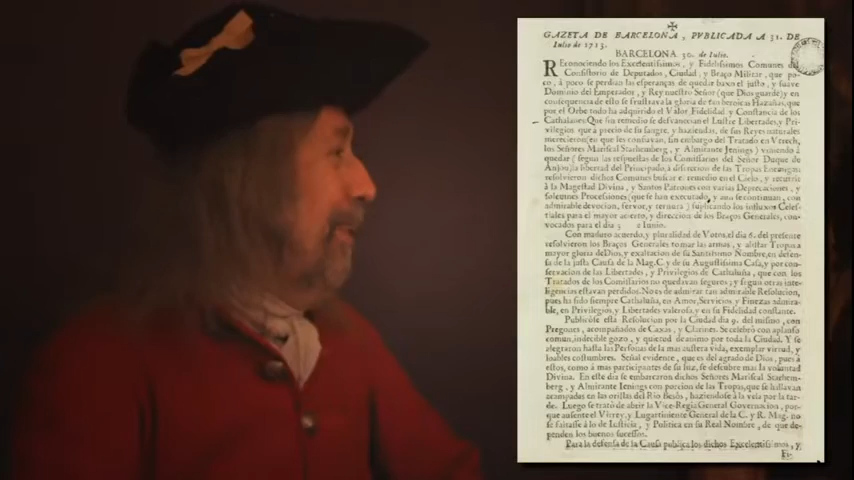 GAZETA DE BARCELONA, PVBLICADA A 31. DE
Iulio de 1713.
BARCELONA 30. de Iulio.
REconociendo los Excelentissimos, y Fidelissimos Comunes del
Consistorio de Deputados, Ciudad, y Braço Militar, que po-
co, à poco se perdian las esperanças de quedar baxo el justo, y suave
Dominio del Emperador, y Rey nuestro Señor (que Dios guarde) y en
consequencia de esto se frustrava la gloria de tan heroicas Hazañas, que
por el Orbe todo ha adquirido el Valor, Fidelidad y Constancia de los
Cathalanes: Que sin remedio se desvanecian el Lustre Libertades, y Pri-
vilegios que à precio de su sangre, y haziendas, de sus Reyes naturales
merecieron (en que les confiavan, sin embargo del Tratado en Vtrech,
los Señores Mariscal Starhemberg, y Almirante Jenings) viniendo à
quedar (segun las respuestas de los Comissarios del Señor Duque de
Anjou) la libertad del Principado, à discrecion de las Tropas Enemigas
resolvieron dichos Comunes buscar el remedio en el Cielo, y recurrir
à la Magestad Divina, y Santos Patrones con varias Deprecaciones, y
solemnes Processiones (que se han executado, y aun se continuan, con
admirable devocion, fervor, y ternura) suplicando los influxos Celes-
tiales para el mayor acierto, y direccion de los Braços Generales, con-
vocados para el dia 3 o Iunio.
Con maduro acuerdo, y pluralidad de Votos, el dia 6. del presente
resolvieron los Braços Generales tomar las armas, y alistar Tropas, à
mayor gloria de Dios, y exaltacion de su Santissimo Nombre, en defen-
sa de la justa Causa de la Mag. C. y de su Augustissima Casa, y por con-
servacion de las Libertades, y Privilegios de Cathaluña, que con los
Tratados de los Comissarios no quedavan seguros, y segun otras inte-
ligencias estavan perdidos. No es de admirar tan admirable Resolucion,
pues ha sido siempre Cathaluña, en Amor, Servicios, y Finezas admira-
ble, en Privilegios, y Libertades valerosa, y en su Fidelidad constante.
Publicòse està Resolucion por la Ciudad dia 9. del mismo, con
Pregones, acompañados de Caxas, y Clarines. Se celebrò con aplauso
comun, indecible gozo, y quietud de animo por toda la Ciudad. Y se
alegraron hasta las Personas de la mas austera vida, exemplar virtud, y
loables costumbres. Señal evidente, que es del agrado de Dios, pues à
estos, como à mas participantes de su luz, se descubre mas la voluntad
Divina. En este dia se embarcaron dichos Señores Mariscal Starhem-
berg, y Almirante Ienings con porcion de las Tropas, que se hallavan
acampadas en las orillas del Rio Besòs, haziendose à la vela por la tar-
de. Luego se tratò de abrir la Vice-Regia General Governacion, por-
que ausente el Virrey, y Lugartiniente General de la C. y R. Mag. no
se faltasse à lo de Iusticia, y Politica en su Real Nombre, de que de-
penden los buenos sucessos.
Para la defensa de la Causa publica los dichos Excelentissimos, y